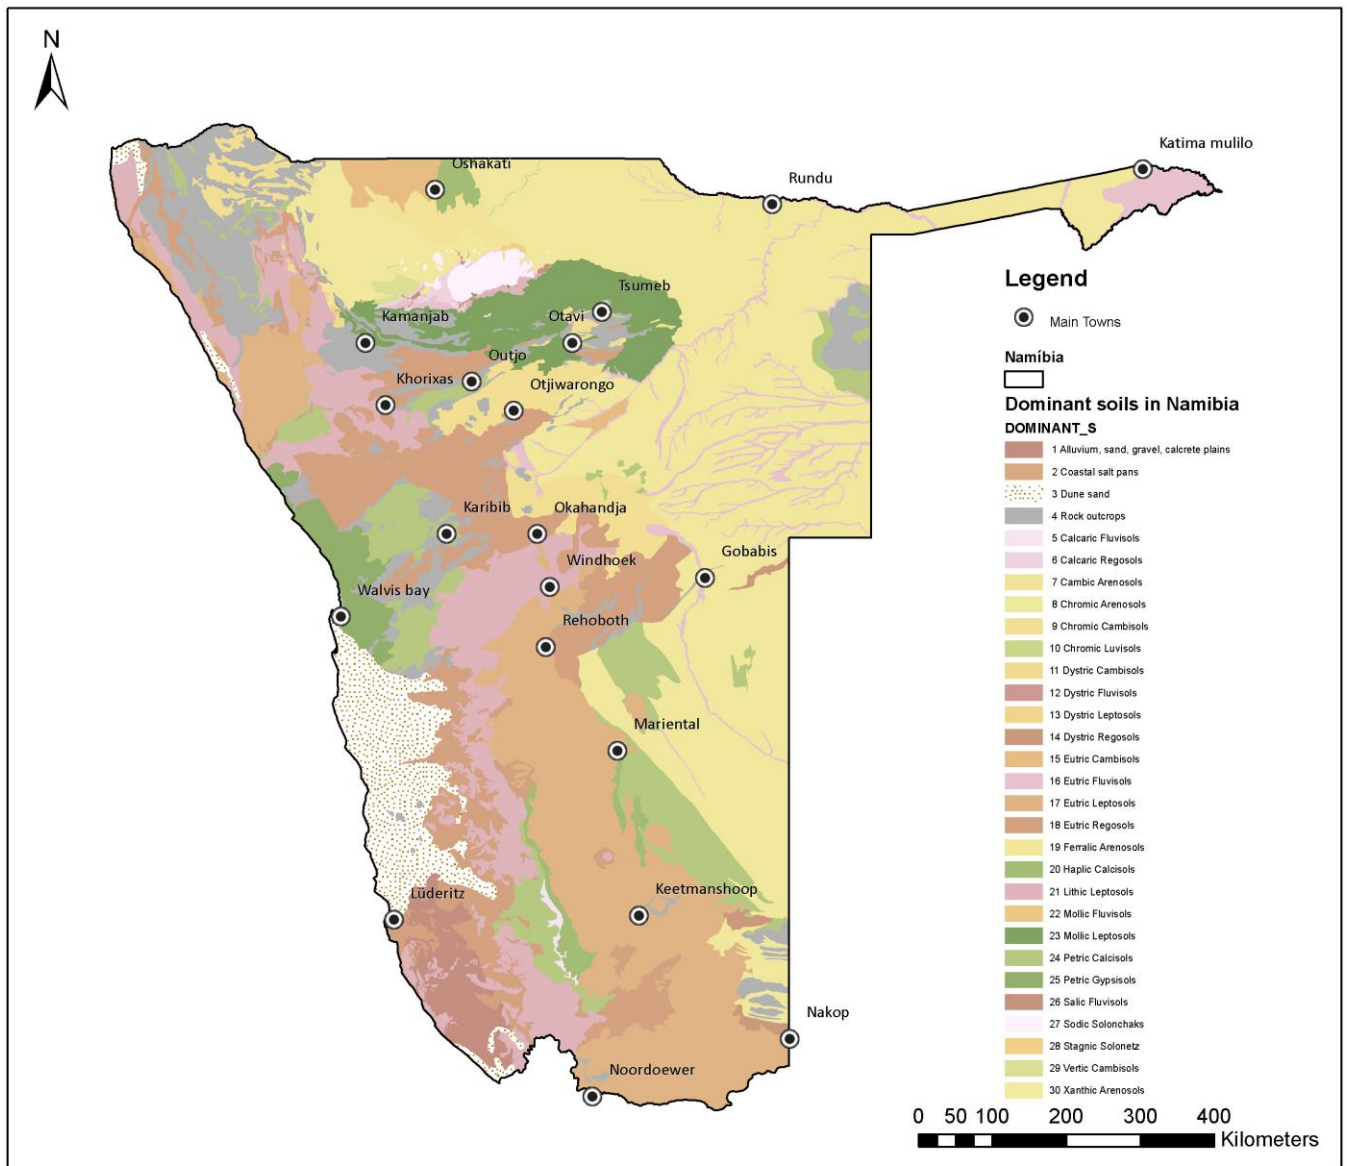 N
Katima mulilo
Oshakati
Rundu
Legend
Tsumeb
Kamanjab
Otavi
Main Towns
Outjo
Namíbia
Khorixas
Otjiwarongo
Dominant soils in Namibia
DOMINANT_S
1 Alluvium, sand, gravel, calcrete plains
2 Coastal salt pans
3 Dune sand
4 Rock outcrops
5 Calcaric Fluvisols
6 Calcaric Regosols
7 Cambic Arenosols
8 Chromic Arenosols
9 Chromic Cambisols
10 Chromic Luvisols
11 Dystric Cambisols
12 Dystric Fluvisols
13 Dystric Leptosols
14 Dystric Regosols
15 Eutric Cambisols
16 Eutric Fluvisols
17 Eutric Leptosols
18 Eutric Regosols
19 Ferralic Arenosols
20 Haplic Calcisols
21 Lithic Leptosols
22 Mollic Fluvisols
23 Mollic Leptosols
24 Petric Calcisols
25 Petric Gypsisols
26 Salic Fluvisols
27 Sodic Solonchaks
28 Stagnic Solonetz
29 Vertic Cambisols
30 Xanthic Arenosols
Karibib
Okahandja
Gobabis
Windhoek
Walvis bay
Rehoboth
Mariental
Keetmanshoop
Lüderitz
Nakop
Noordoewer
0 50 100 200 300 400
Kilometers